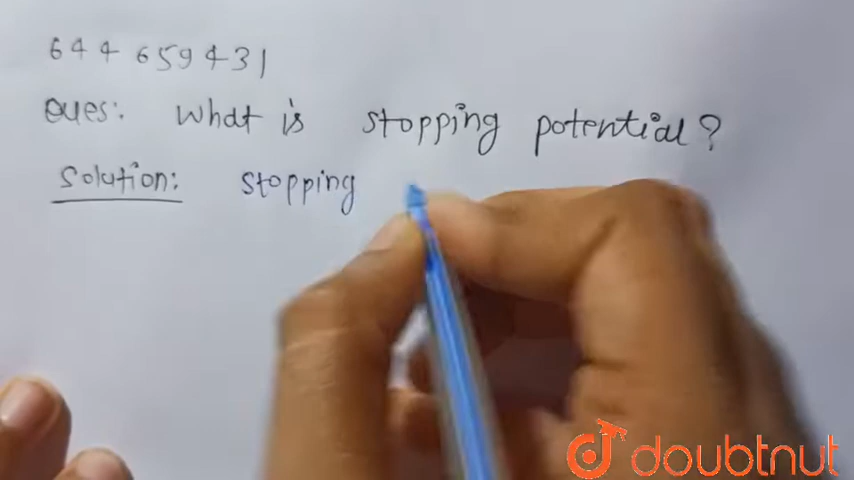 644659431
Ques: What is stopping potential?
Solution: stopping
doubtnut